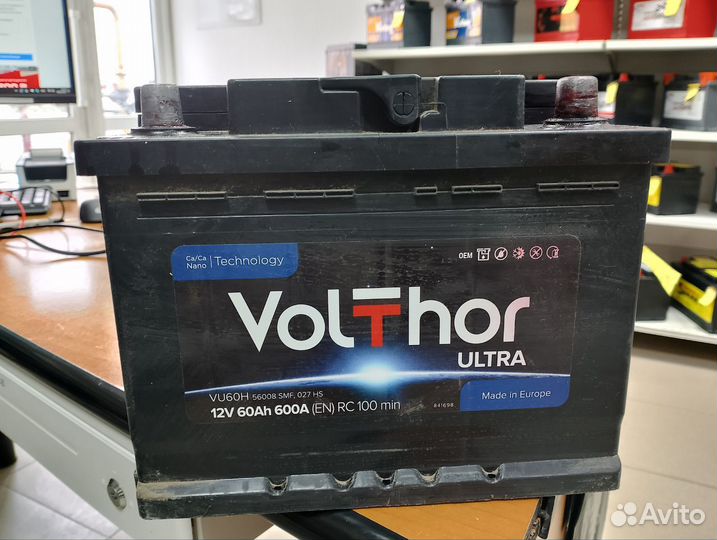 Ca/Ca
Nano | Technology
OEM
VolThor
ULTRA
VU60H 56008 SMF, 027 HS
12V 60Ah 600A (EN) RC 100 min
841698
Made in Europe
Avito